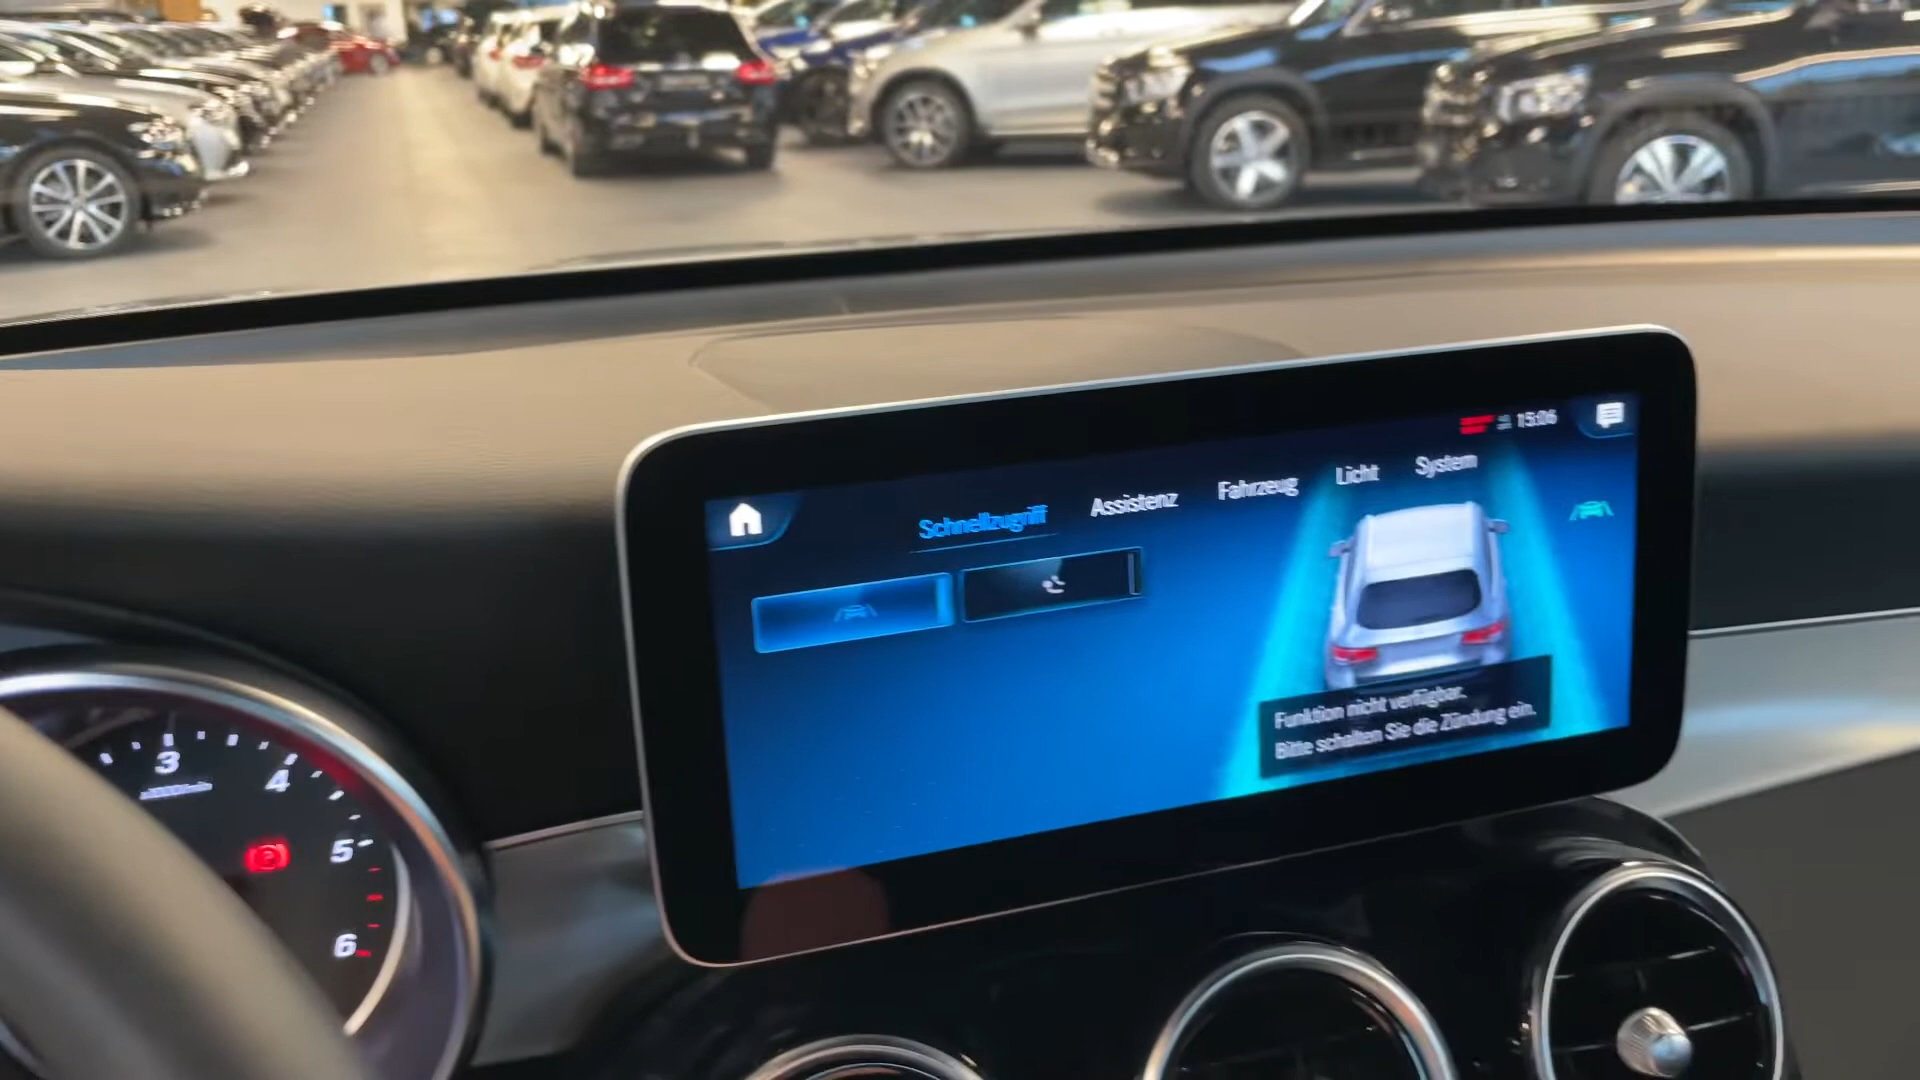 15:06
Schnellzugriff
Assistenz
Fahrzeug
Licht
System
Funktion nicht verfügbar.
Bitte schalten Sie die Zündung ein.
3
4
5
6